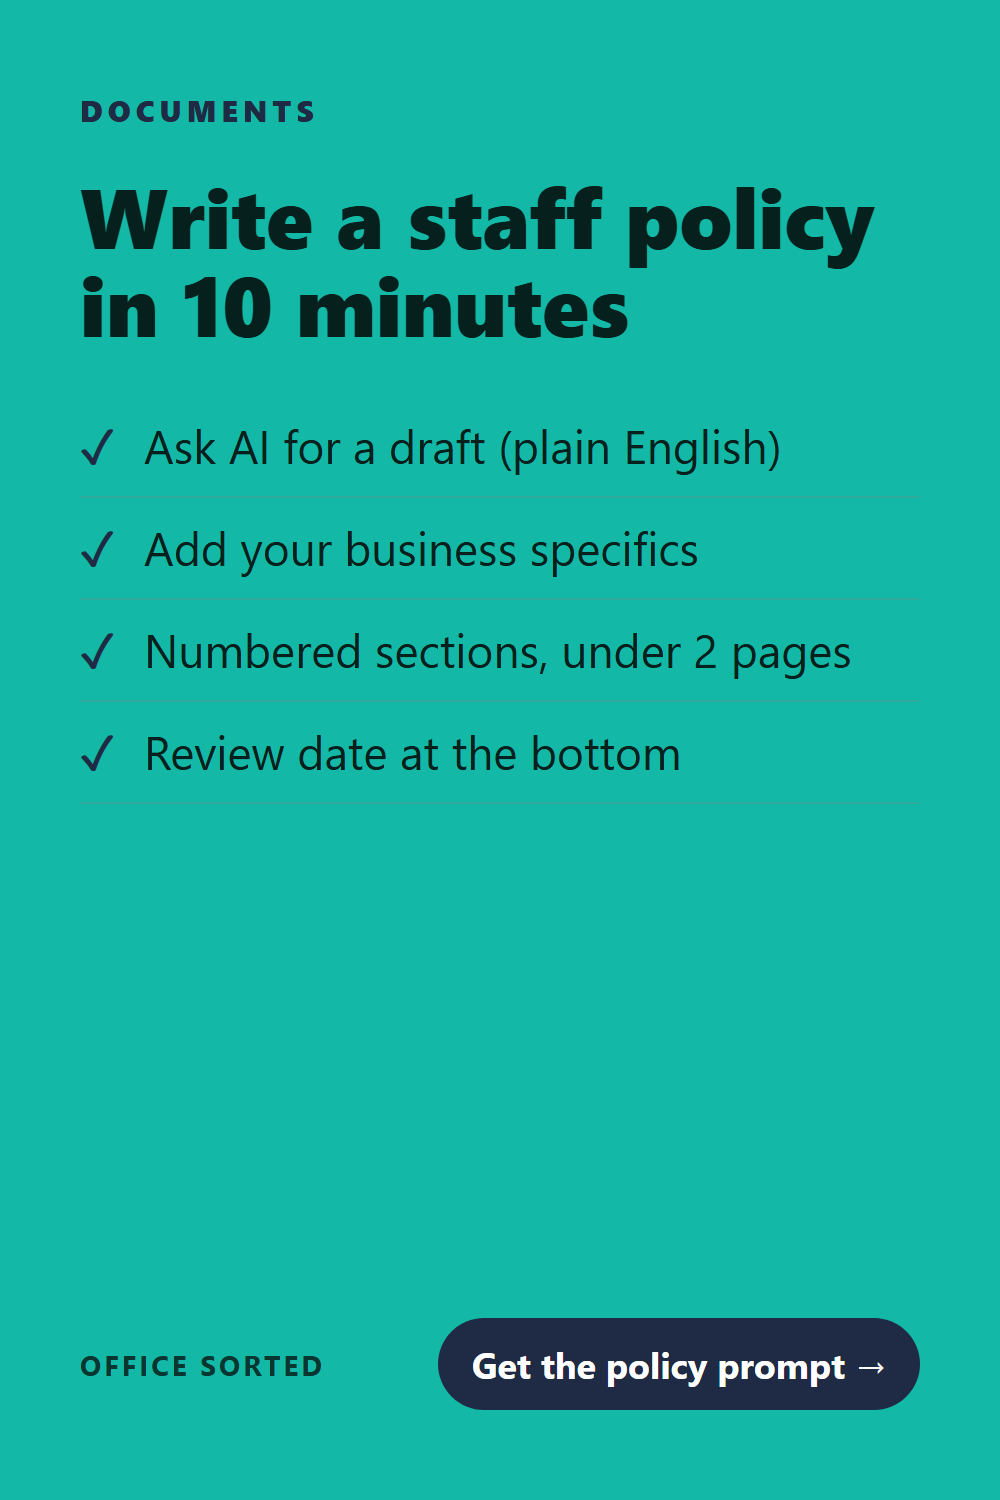 DOCUMENTS
Write a staff policy
in 10 minutes
✓ Ask AI for a draft (plain English)
✓ Add your business specifics
✓ Numbered sections, under 2 pages
✓ Review date at the bottom
OFFICE SORTED
Get the policy prompt →